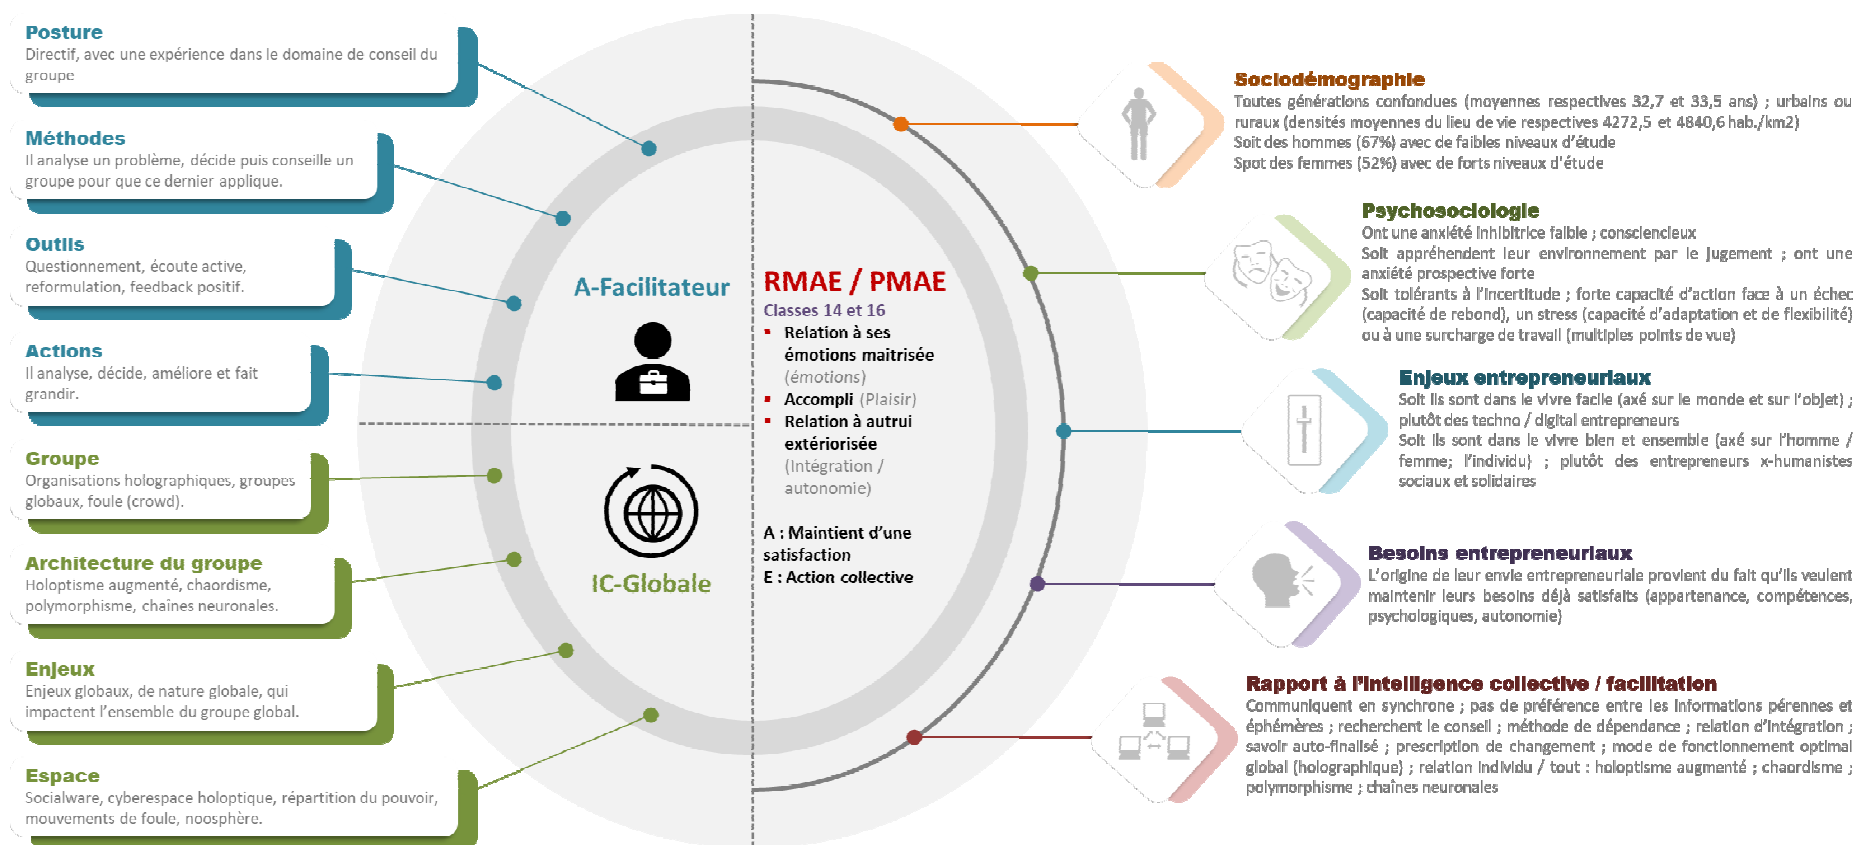 Posture
Directif, avec une expérience dans le domaine de conseil du
groupe
Méthodes
Il analyse un problème, décide puis conseille un
groupe pour que ce dernier applique.
Outils
Questionnement, écoute active,
reformulation, feedback positif.
Actions
Il analyse, décide, améliore et fait
grandir.
Groupe
Organisations holographiques, groupes
globaux, foule (crowd).
Architecture du groupe
Holoptisme augmenté, chaordisme,
polymorphisme, chaînes neuronales.
Enjeux
Enjeux globaux, de nature globale, qui
impactent l'ensemble du groupe global.
Espace
Socialware, cyberespace holoptique, répartition du pouvoir,
mouvements de foule, noosphère.
A-Facilitateur
IC-Globale
RMAE / PMAE
Classes 14 et 16
▪ Relation à ses
émotions maitrisée
(émotions)
▪ Accompli (Plaisir)
▪ Relation à autrui
extériorisée
(Intégration /
autonomie)
A : Maintient d'une
satisfaction
E : Action collective
Sociodémographie
Toutes générations confondues (moyennes respectives 32,7 et 33,5 ans) ; urbains ou
ruraux (densités moyennes du lieu de vie respectives 4272,5 et 4840,6 hab./km2)
Soit des hommes (67%) avec de faibles niveaux d'étude
Spot des femmes (52%) avec de forts niveaux d'étude
Psychosociologie
Ont une anxiété inhibitrice faible ; consciencieux
Soit appréhendent leur environnement par le jugement ; ont une
anxiété prospective forte
Soit tolérants à l'incertitude ; forte capacité d'action face à un échec
(capacité de rebond), un stress (capacité d'adaptation et de flexibilité)
ou à une surcharge de travail (multiples points de vue)
Enjeux entrepreneuriaux
Soit ils sont dans le vivre facile (axé sur le monde et sur l'objet) ;
plutôt des techno / digital entrepreneurs
Soit ils sont dans le vivre bien et ensemble (axé sur l'homme /
femme; l'individu) ; plutôt des entrepreneurs x-humanistes
sociaux et solidaires
Besoins entrepreneuriaux
L'origine de leur envie entrepreneuriale provient du fait qu'ils veulent
maintenir leurs besoins déjà satisfaits (appartenance, compétences,
psychologiques, autonomie)
Rapport à l'intelligence collective / facilitation
Communiquent en synchrone ; pas de préférence entre les informations pérennes et
éphémères ; recherchent le conseil ; méthode de dépendance ; relation d'intégration ;
savoir auto-finalisé ; prescription de changement ; mode de fonctionnement optimal
global (holographique) ; relation individu / tout : holoptisme augmenté ; chaordisme ;
polymorphisme ; chaînes neuronales